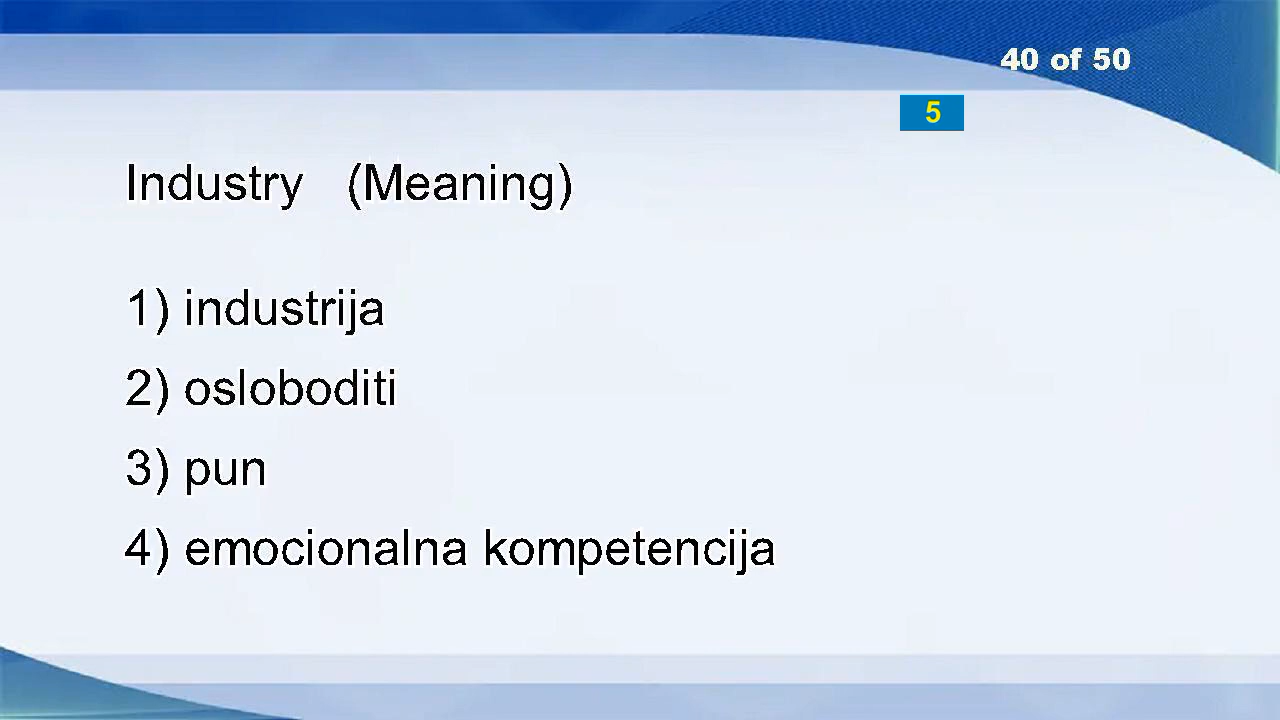 40 of 50
5
Industry (Meaning)
1) industrija
2) osloboditi
3) pun
4) emocionalna kompetencija